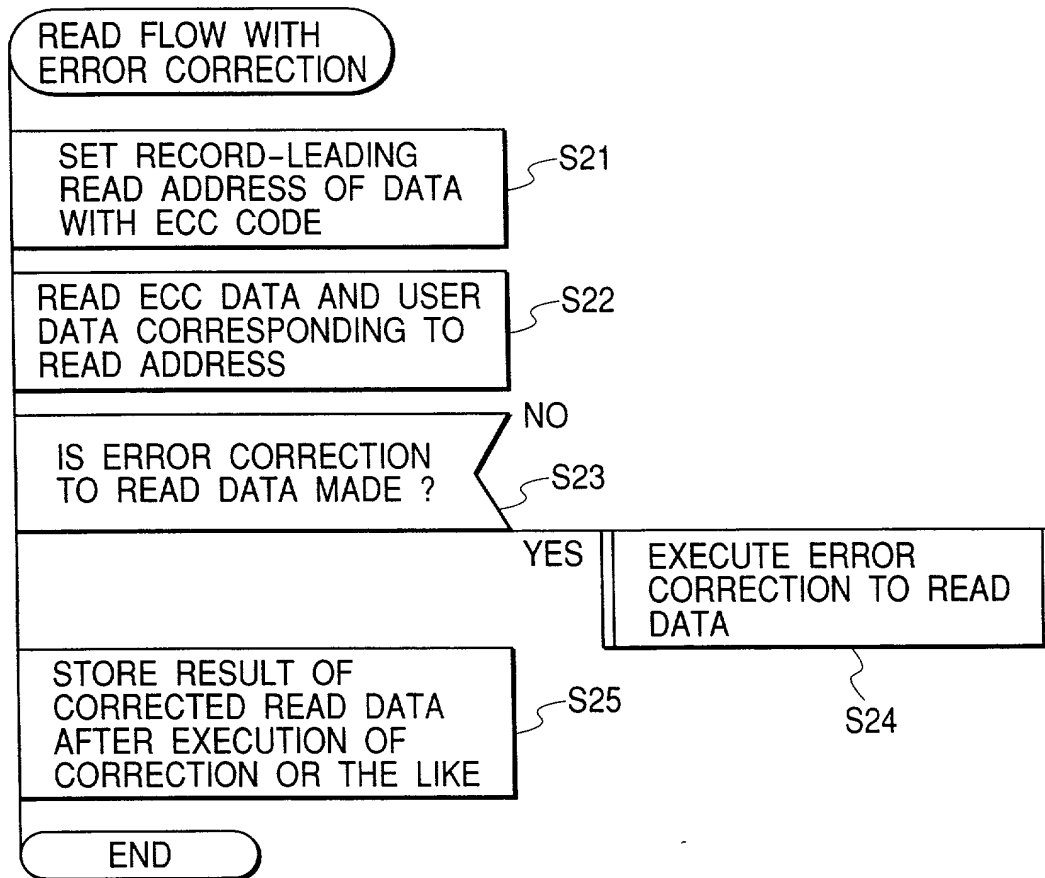 READ FLOW WITH
ERROR CORRECTION
SET RECORD-LEADING
READ ADDRESS OF DATA
WITH ECC CODE
S21
READ ECC DATA AND USER
DATA CORRESPONDING TO
READ ADDRESS
S22
NO
IS ERROR CORRECTION
TO READ DATA MADE ?
S23
YES
EXECUTE ERROR
CORRECTION TO READ
DATA
S24
STORE RESULT OF
CORRECTED READ DATA
AFTER EXECUTION OF
CORRECTION OR THE LIKE
S25
END